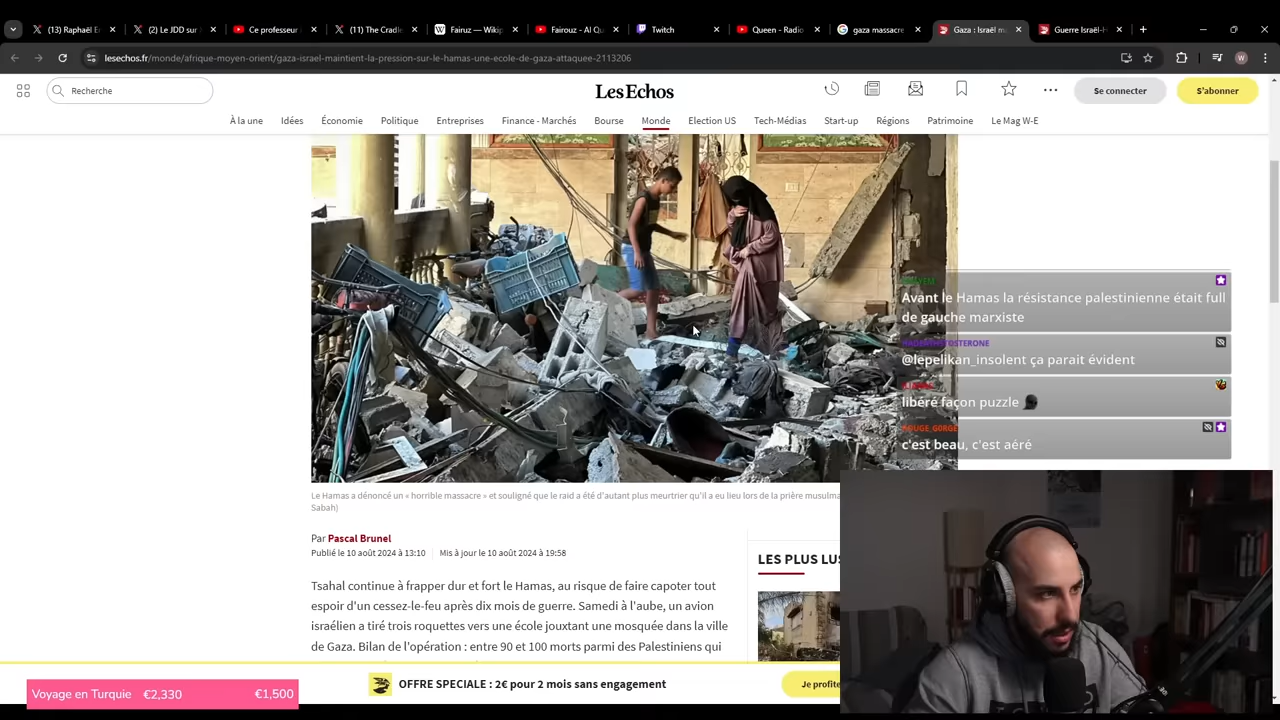 (13) Raphaël E
(2) Le JDD sur
Ce professeur
(11) The Cradle
Fairuz — Wikip
Fairouz - Al Qu
Twitch
Queen - Radio
gaza massacre
Gaza : Israël m
Guerre Israël-H
lesechos.fr/monde/afrique-moyen-orient/gaza-israel-maintient-la-pression-sur-le-hamas-une-ecole-de-gaza-attaquee-2113206
W
Recherche
Les Echos
Se connecter
S'abonner
À la une
Idées
Économie
Politique
Entreprises
Finance - Marchés
Bourse
Monde
Election US
Tech-Médias
Start-up
Régions
Patrimoine
Le Mag W-E
Avant le Hamas la résistance palestinienne était full
de gauche marxiste
@lepelikan_insolent ça parait évident
libéré façon puzzle
ROUGE_G0RGE
c'est beau, c'est aéré
Le Hamas a dénoncé un « horrible massacre » et souligné que le raid a été d'autant plus meurtrier qu'il a eu lieu lors de la prière musulma
Sabah)
Par Pascal Brunel
Publié le 10 août 2024 à 13:10
Mis à jour le 10 août 2024 à 19:58
LES PLUS LUS
Tsahal continue à frapper dur et fort le Hamas, au risque de faire capoter tout
espoir d'un cessez-le-feu après dix mois de guerre. Samedi à l'aube, un avion
israélien a tiré trois roquettes vers une école jouxtant une mosquée dans la ville
de Gaza. Bilan de l'opération : entre 90 et 100 morts parmi des Palestiniens qui
OFFRE SPECIALE : 2€ pour 2 mois sans engagement
Je profite
Voyage en Turquie €2,330 €1,500